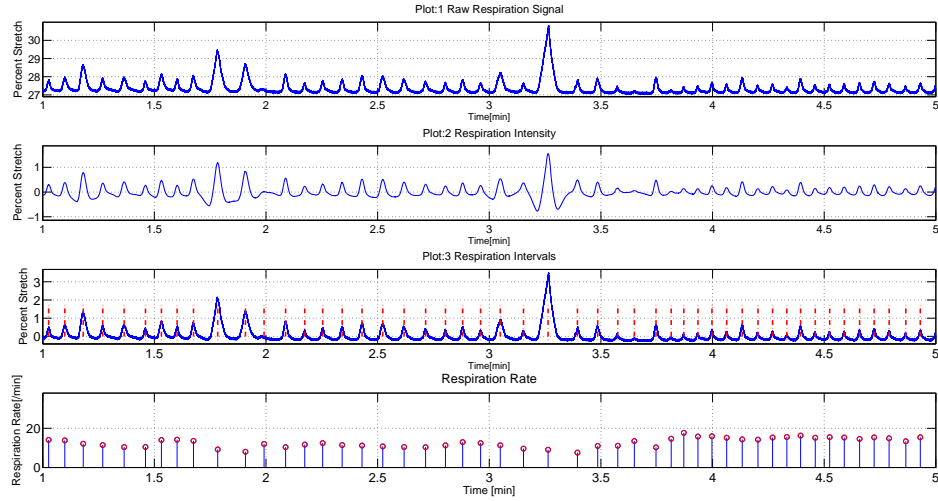 Plot:1 Raw Respiration Signal
Percent Stretch
30
29
28
27
1 1.5 2 2.5 3 3.5 4 4.5 5
Time[min]
Plot:2 Respiration Intensity
Percent Stretch
1
0
−1
1 1.5 2 2.5 3 3.5 4 4.5 5
Time[min]
Plot:3 Respiration Intervals
Percent Stretch
3
2
1
0
1 1.5 2 2.5 3 3.5 4 4.5 5
Time[min]
Respiration Rate
Respiration Rate[/min]
20
0
1 1.5 2 2.5 3 3.5 4 4.5 5
Time [min]